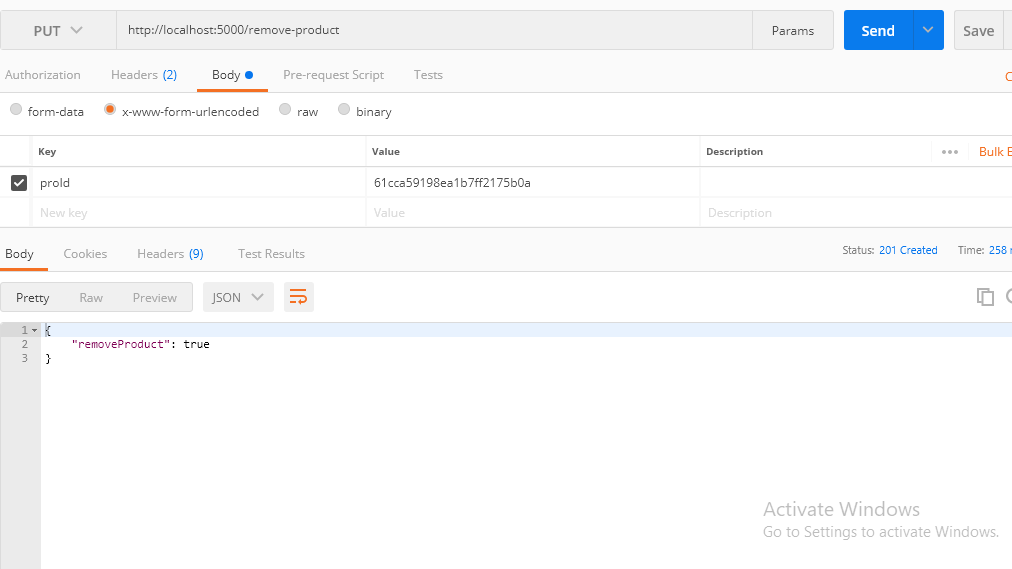 PUT http://localhost:5000/remove-product Params Send Save
Authorization Headers (2) Body Pre-request Script Tests
form-data x-www-form-urlencoded raw binary
Key Value Description Bulk
proId 61cca59198ea1b7ff2175b0a
New key Value Description
Body Cookies Headers (9) Test Results Status: 201 Created Time: 258
Pretty Raw Preview JSON
1 {
2 "removeProduct": true
3 }
Activate Windows
Go to Settings to activate Windows.